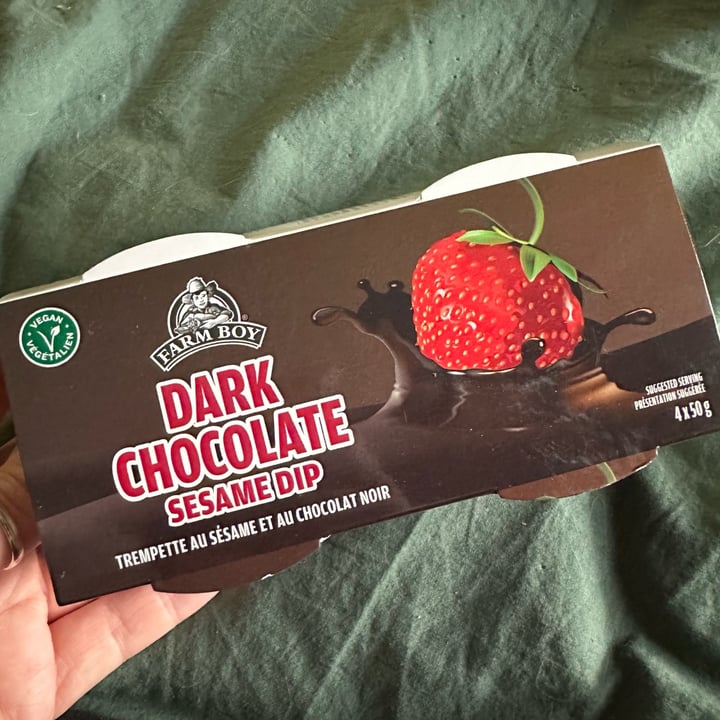 VEGAN
VÉGÉTALIEN
FARM BOY®
DARK
CHOCOLATE
SESAME DIP
TREMPETTE AU SÉSAME ET AU CHOCOLAT NOIR
SUGGESTED SERVING
PRÉSENTATION SUGGÉRÉE
4 x 50 g